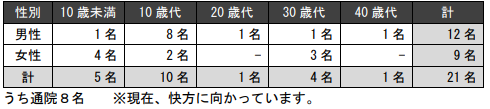 性別 10歳未満 10歳代 20歳代 30歳代 40歳代 計
男性 1名 8名 1名 1名 1名 12名
女性 4名 2名 － 3名 － 9名
計 5名 10名 1名 4名 1名 21名
うち通院8名　※現在、快方に向かっています。